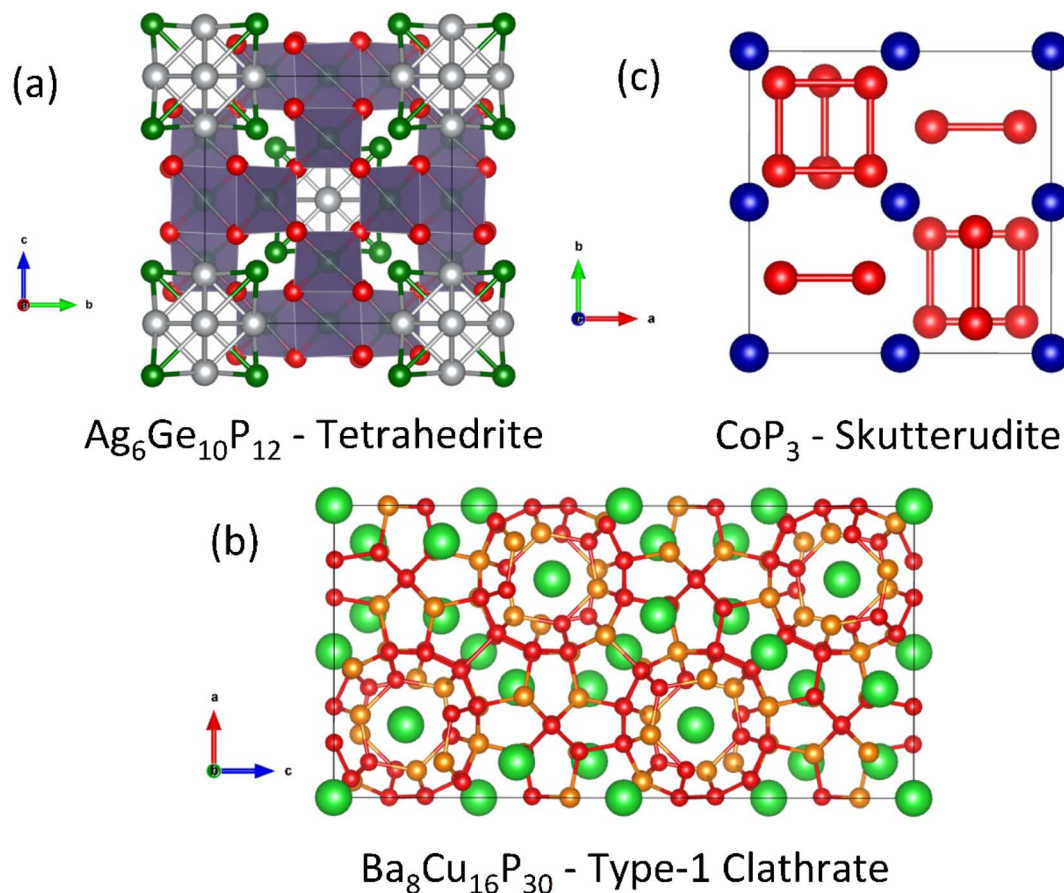 (a)
c
a
b
Ag₆Ge₁₀P₁₂ - Tetrahedrite
(c)
b
c
a
CoP₃ - Skutterudite
(b)
a
b
c
Ba₈Cu₁₆P₃₀ - Type-1 Clathrate